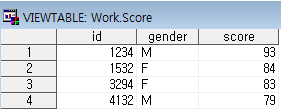 VIEWTABLE: Work.Score
id gender score
1 1234 M 93
2 1532 F 84
3 3294 F 83
4 4132 M 79